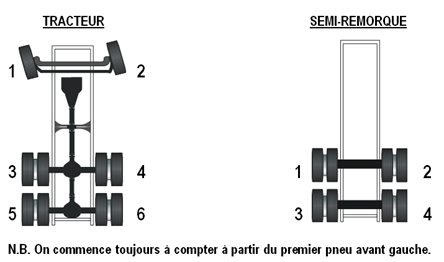 TRACTEUR SEMI-REMORQUE
1 2
3 4 1 2
5 6 3 4
N.B. On commence toujours à compter à partir du premier pneu avant gauche.